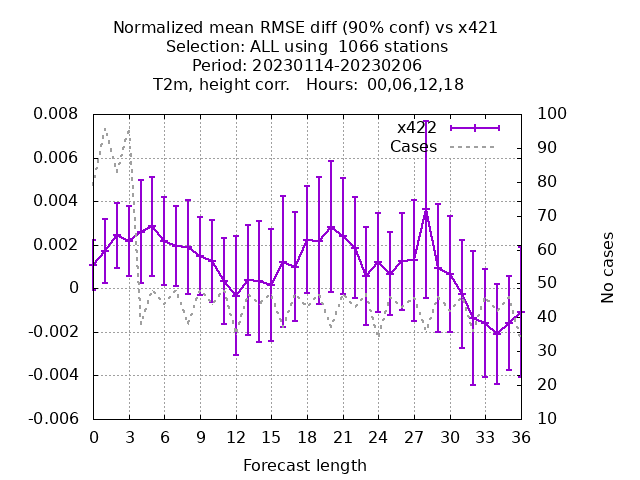 Normalized mean RMSE diff (90% conf) vs x421
Selection: ALL using  1066 stations
Period: 20230114-20230206
T2m, height corr.   Hours:  00,06,12,18
x422
Cases
0.008
0.006
0.004
0.002
0
-0.002
-0.004
-0.006
100
90
80
70
60
50
40
30
20
10
No cases
0 3 6 9 12 15 18 21 24 27 30 33 36
Forecast length